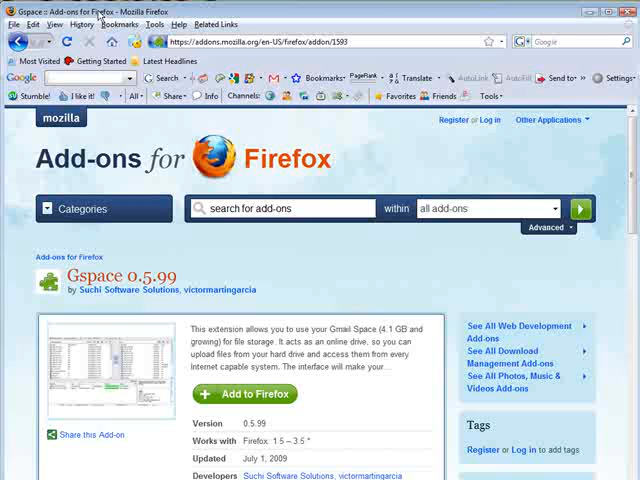 Gspace :: Add-ons for Firefox - Mozilla Firefox
File Edit View History Bookmarks Tools Help Related Links
https://addons.mozilla.org/en-US/firefox/addon/1593
Google
Most Visited Getting Started Latest Headlines
Google Search Bookmarks PageRank Translate AutoLink AutoFill Send to Settings
Stumble! I like it! All Share Info Channels: Favorites Friends Tools
mozilla
Register or Log in Other Applications
Add-ons for Firefox
Categories search for add-ons within all add-ons
Advanced
Add-ons for Firefox
Gspace 0.5.99
by Suchi Software Solutions, victormartingarcia
This extension allows you to use your Gmail Space (4.1 GB and
growing) for file storage. It acts as an online drive, so you can
upload files from your hard drive and access them from every
Internet capable system. The interface will make your...
Add to Firefox
Share this Add-on
Version 0.5.99
Works with Firefox: 1.5 – 3.5.*
Updated July 1, 2009
Developers Suchi Software Solutions, victormartingarcia
See All Web Development
Add-ons
See All Download
Management Add-ons
See All Photos, Music &
Videos Add-ons
Tags
Register or Log in to add tags